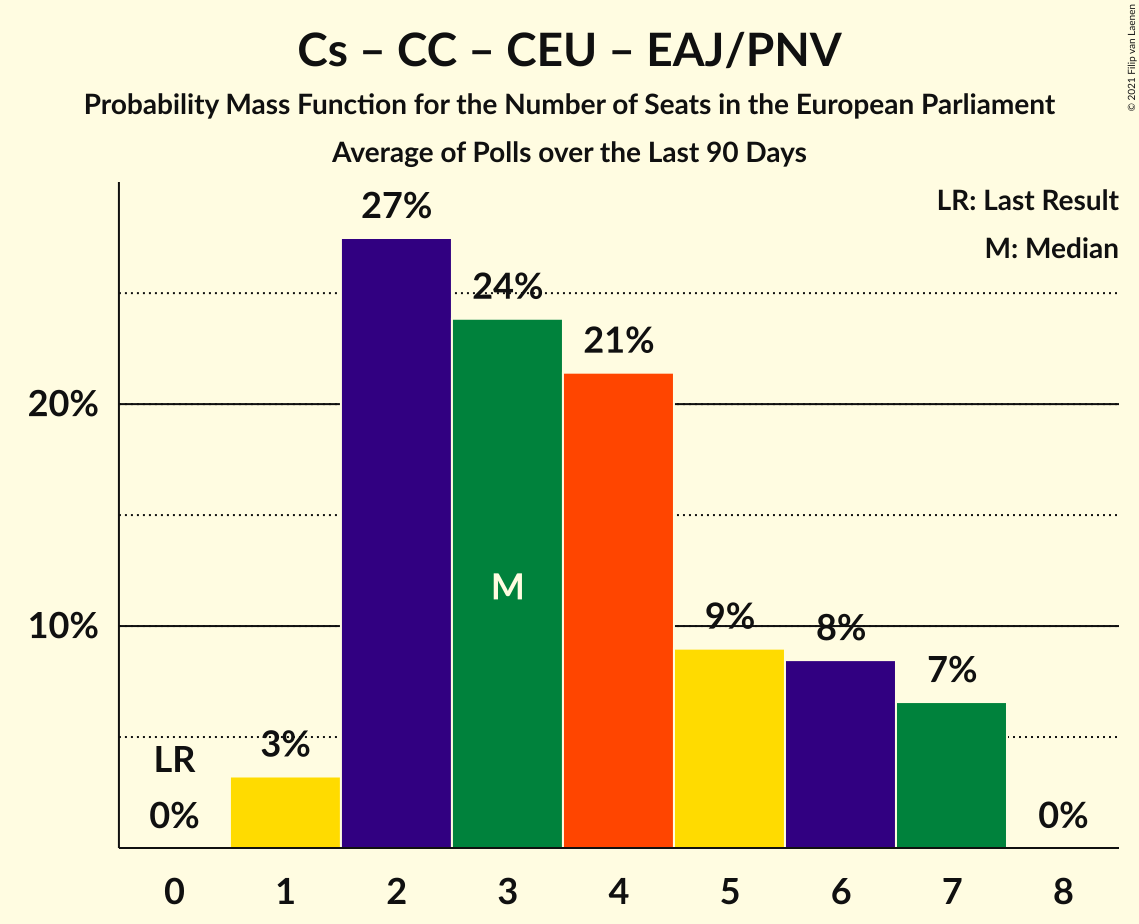 Cs – CC – CEU – EAJ/PNV
Probability Mass Function for the Number of Seats in the European Parliament
Average of Polls over the Last 90 Days
© 2021 Filip van Laenen
LR: Last Result
M: Median
27%
24%
21%
20%
M
10%
9%
8%
7%
3%
LR
0%
0%
0 1 2 3 4 5 6 7 8